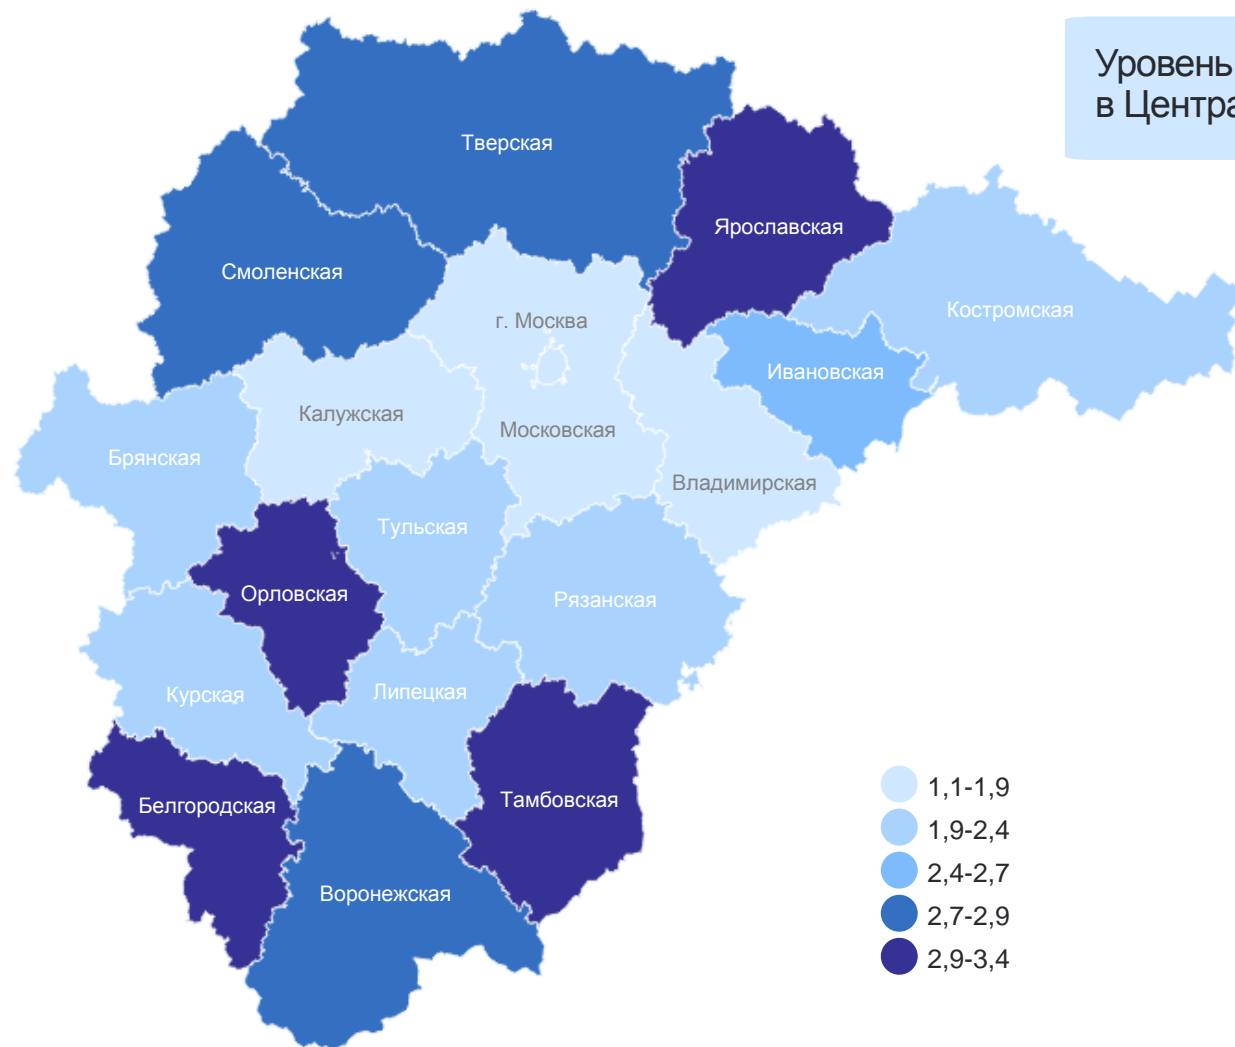 Уровень
в Центра
Тверская
Ярославская
Смоленская
Костромская
г. Москва
Ивановская
Калужская
Московская
Брянская
Владимирская
Тульская
Орловская
Рязанская
Курская
Липецкая
Белгородская
Тамбовская
Воронежская
1,1-1,9
1,9-2,4
2,4-2,7
2,7-2,9
2,9-3,4